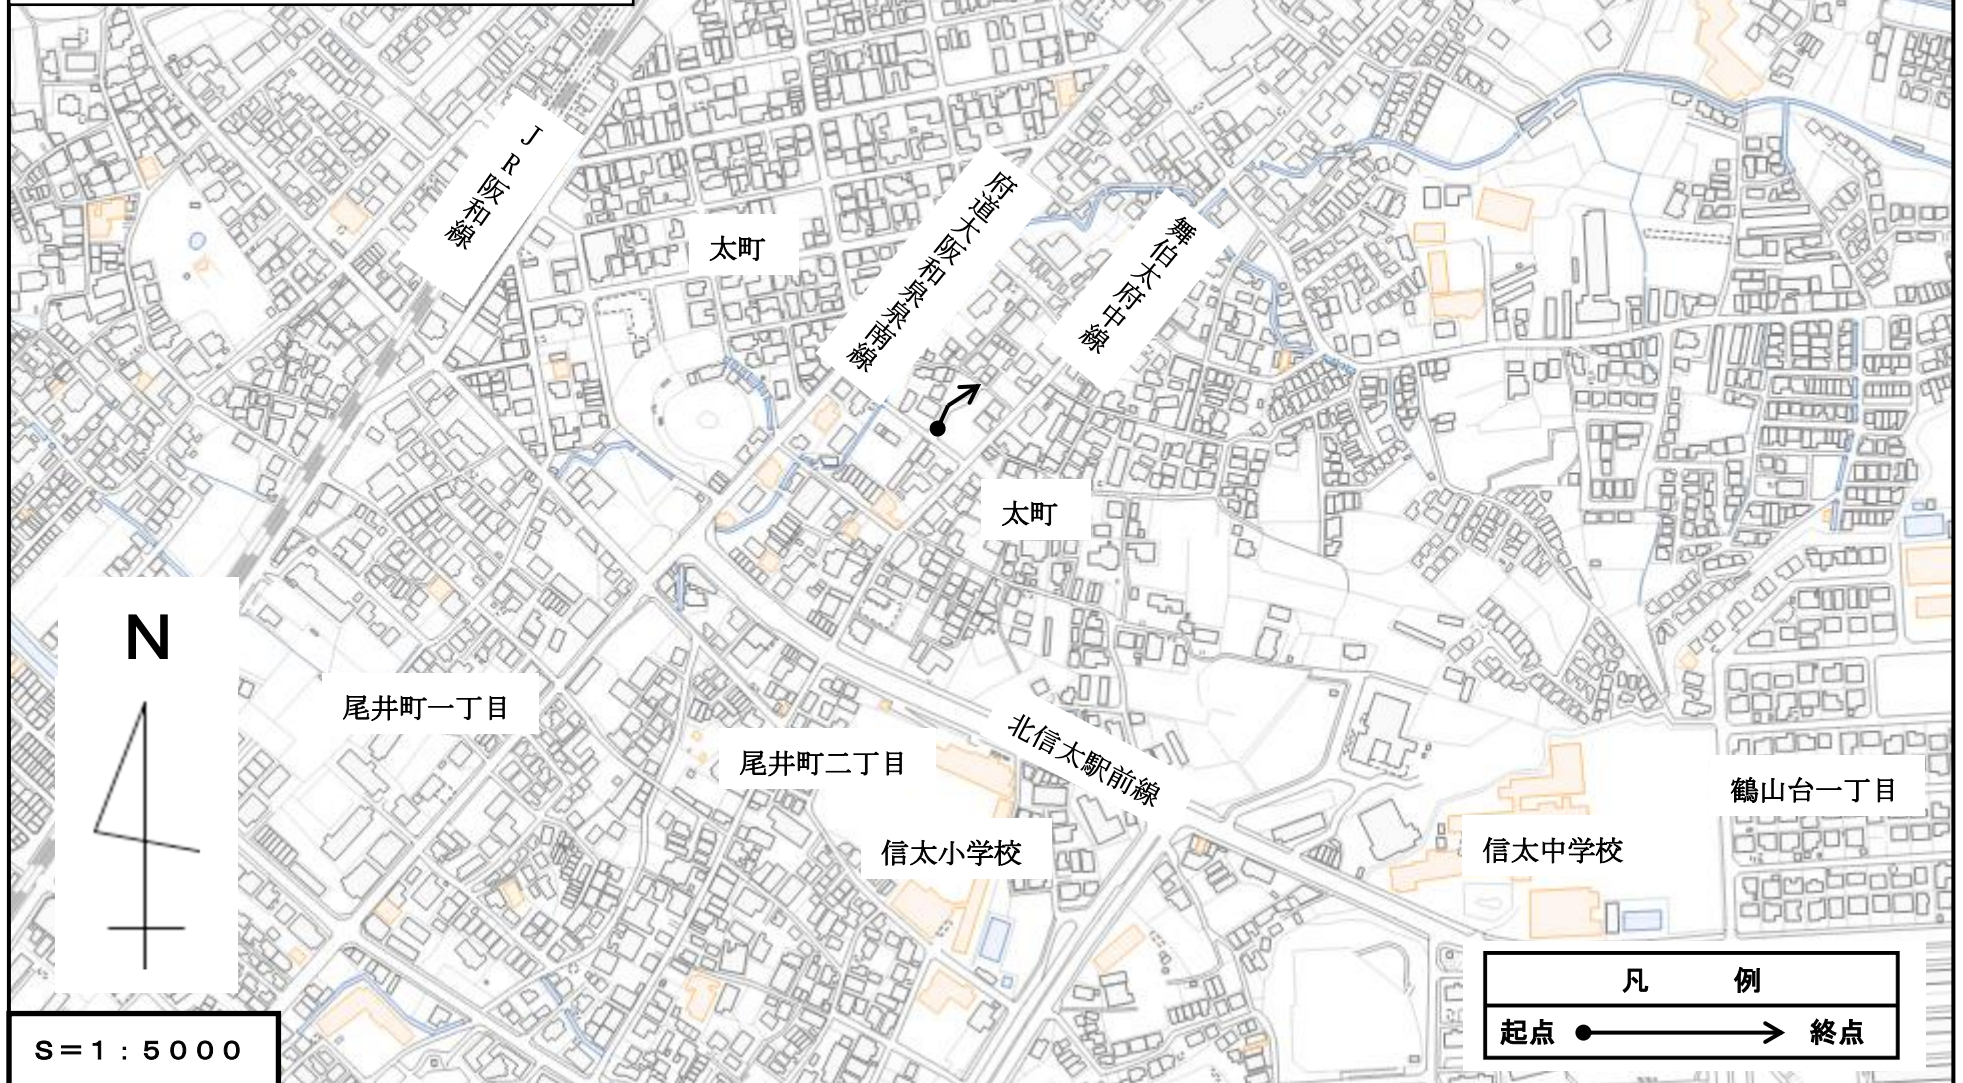 JR阪和線
府道大阪和泉泉南線
舞伯太府中線
太町
太町
N
尾井町一丁目
尾井町二丁目
北信太駅前線
鶴山台一丁目
信太小学校
信太中学校
凡 例
起点 終点
S=1:5000